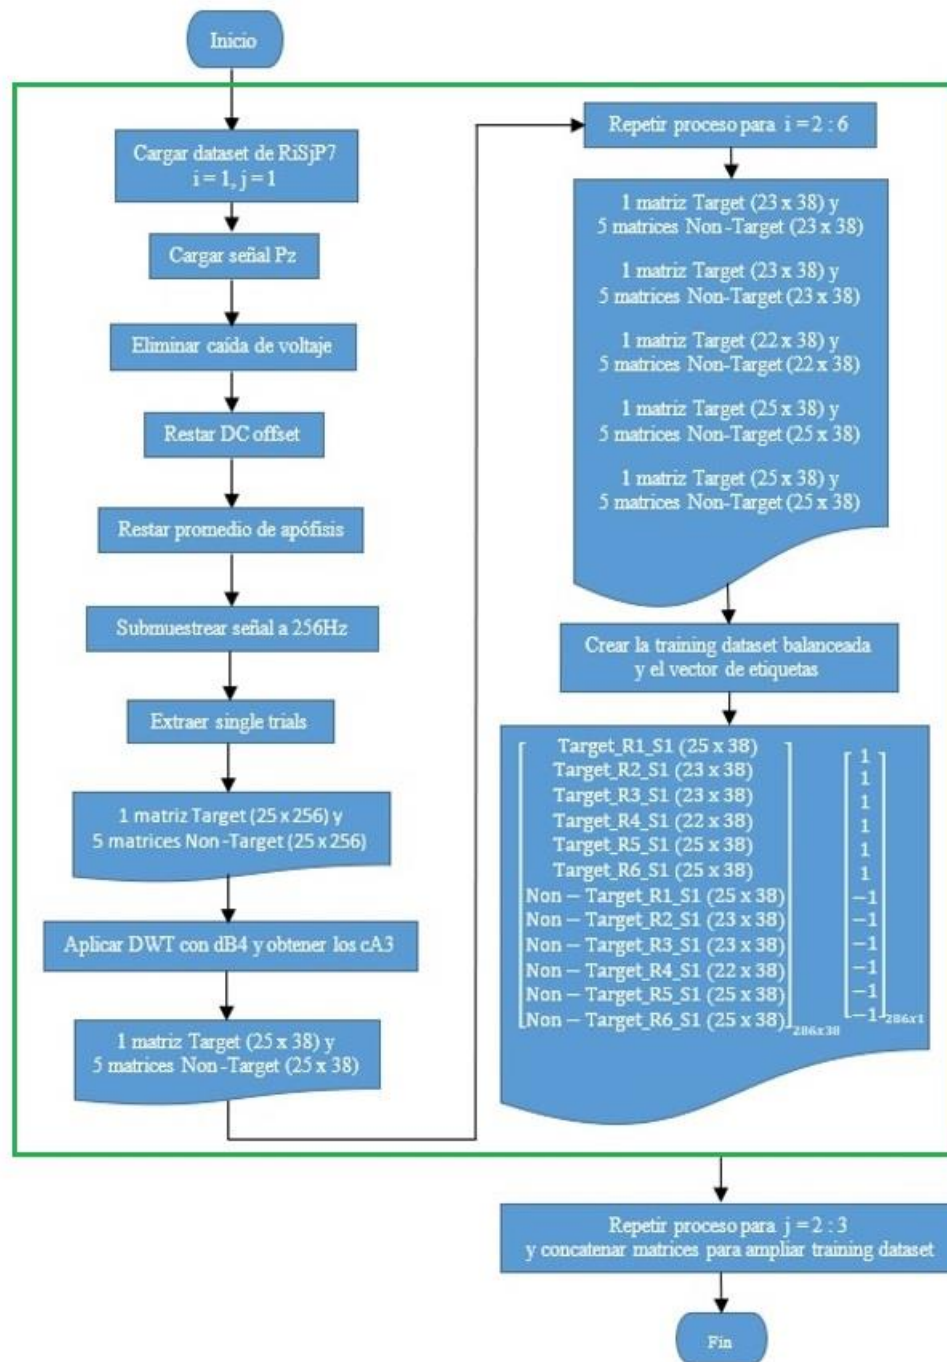 Inicio
Cargar dataset de RiSjP7
i = 1, j = 1
Cargar señal Pz
Eliminar caída de voltaje
Restar DC offset
Restar promedio de apófisis
Submuestrear señal a 256Hz
Extraer single trials
1 matriz Target (25 x 256) y
5 matrices Non-Target (25 x 256)
Aplicar DWT con dB4 y obtener los cA3
1 matriz Target (25 x 38) y
5 matrices Non-Target (25 x 38)
Repetir proceso para i = 2 : 6
1 matriz Target (23 x 38) y
5 matrices Non-Target (23 x 38)
1 matriz Target (23 x 38) y
5 matrices Non-Target (23 x 38)
1 matriz Target (22 x 38) y
5 matrices Non-Target (22 x 38)
1 matriz Target (25 x 38) y
5 matrices Non-Target (25 x 38)
1 matriz Target (25 x 38) y
5 matrices Non-Target (25 x 38)
Crear la training dataset balanceada
y el vector de etiquetas
Target_R1_S1 (25 x 38) 1
Target_R2_S1 (23 x 38) 1
Target_R3_S1 (23 x 38) 1
Target_R4_S1 (22 x 38) 1
Target_R5_S1 (25 x 38) 1
Target_R6_S1 (25 x 38) 1
Non − Target_R1_S1 (25 x 38) −1
Non − Target_R2_S1 (23 x 38) −1
Non − Target_R3_S1 (23 x 38) −1
Non − Target_R4_S1 (22 x 38) −1
Non − Target_R5_S1 (25 x 38) −1
Non − Target_R6_S1 (25 x 38) 286x38 −1 286x1
Repetir proceso para j = 2 : 3
y concatenar matrices para ampliar training dataset
Fin